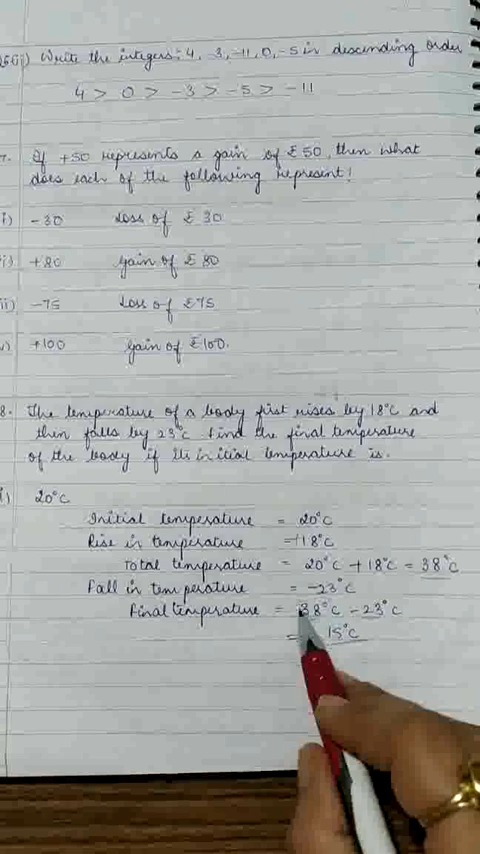 (ii) Write the integers: 4, -3, -11, 0, -5 in descending order
4 > 0 > -3 > -5 > -11
7. If +50 represents a gain of ₹50, then what
does each of the following represent!
i) -30 Loss of ₹30
ii) +80 gain of ₹80
iii) -75 Loss of ₹75
+100 gain of ₹100.
8. The temperature of a body first rises by 18°C and
then falls by 23°C Find the final temperature
of the body if its initial temperature is.
i) 20°C
Initial temperature = 20°C
Rise in temperature = +18°C
Total temperature = 20°C + 18°C = 38°C
Fall in temperature = -23°C
Final temperature = 38°C - 23°C
= 15°C